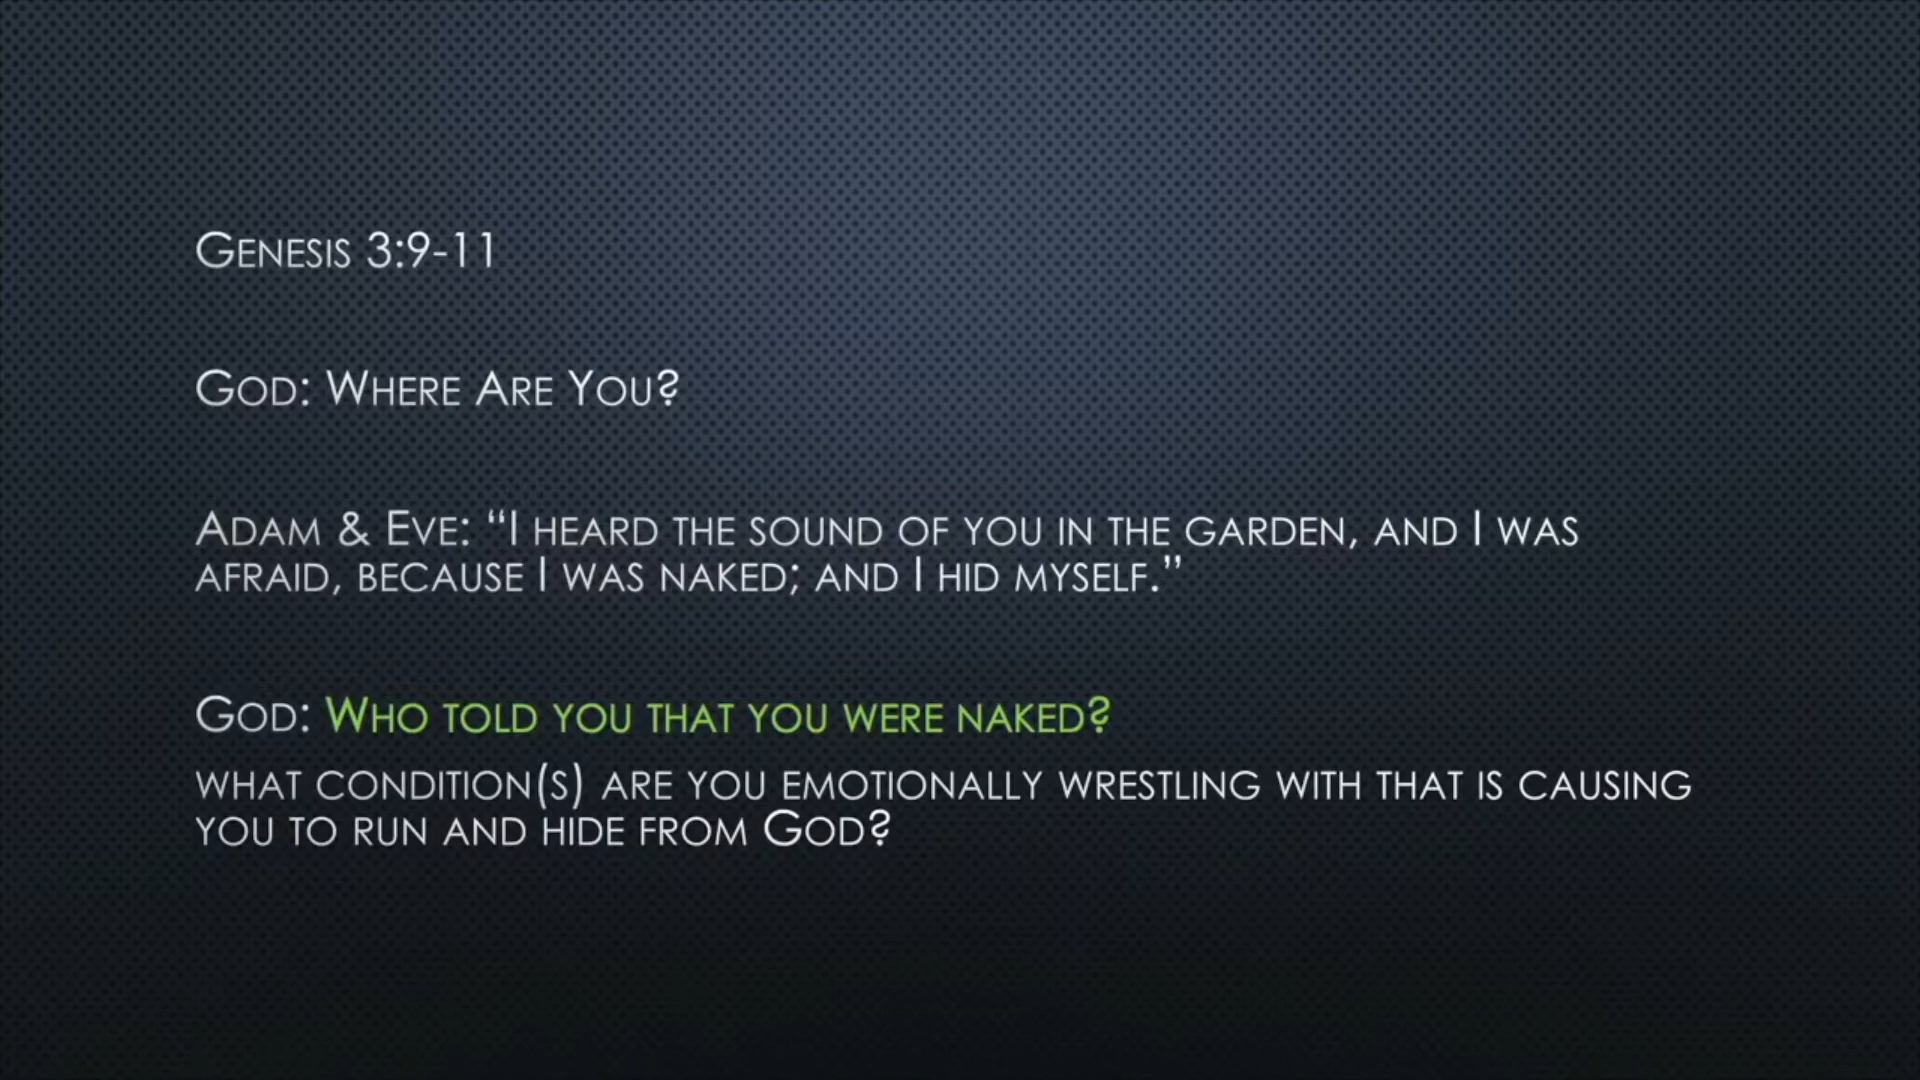 Genesis 3:9-11
God: Where Are You?
Adam & Eve: “I heard the sound of you in the garden, and I was
afraid, because I was naked; and I hid myself.”
God: Who told you that you were naked?
what condition(s) are you emotionally wrestling with that is causing
you to run and hide from God?